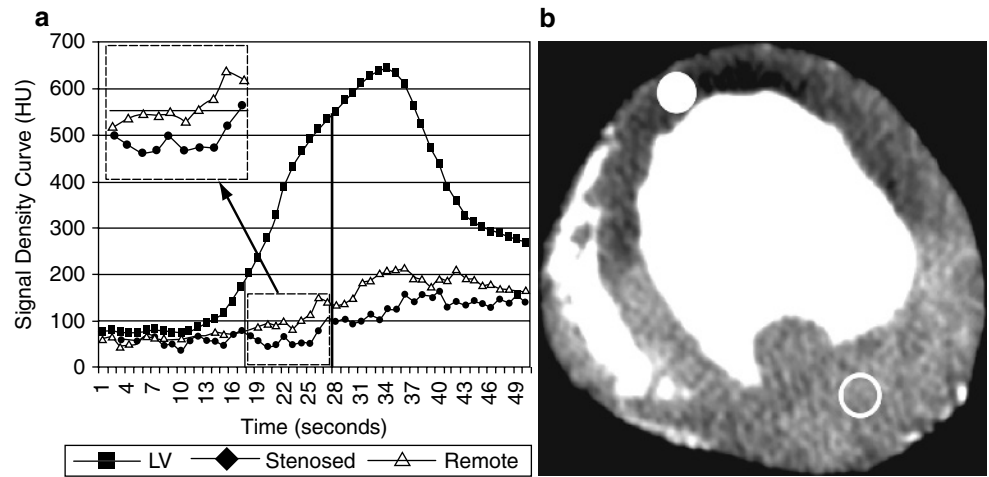 a
700
600
500
400
300
200
100
0
Signal Density Curve (HU)
1 4 7 10 13 16 19 22 25 28 31 34 37 40 43 46 49
Time (seconds)
LV Stenosed Remote
b